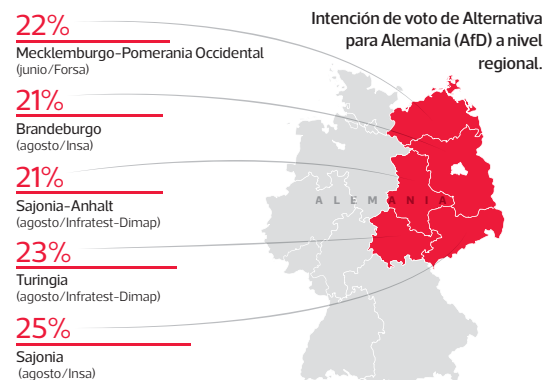 Intención de voto de Alternativa
para Alemania (AfD) a nivel
regional.
22%
Mecklemburgo-Pomerania Occidental
(junio/Forsa)
21%
Brandeburgo
(agosto/Insa)
21%
Sajonia-Anhalt
(agosto/Infratest-Dimap)
23%
Turingia
(agosto/Infratest-Dimap)
25%
Sajonia
(agosto/Insa)
ALEMANIA